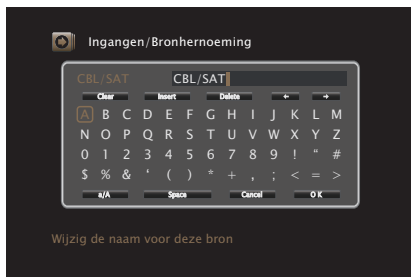 Ingangen/Bronhernoeming
CBL/SAT CBL/SAT
Clear Insert Delete ← →
A B C D E F G H I J K L M
N O P Q R S T U V W X Y Z
0 1 2 3 4 5 6 7 8 9 ! “ #
$ % & ‘ ( ) * + , ; < = >
a/A Space Cancel OK
Wijzig de naam voor deze bron